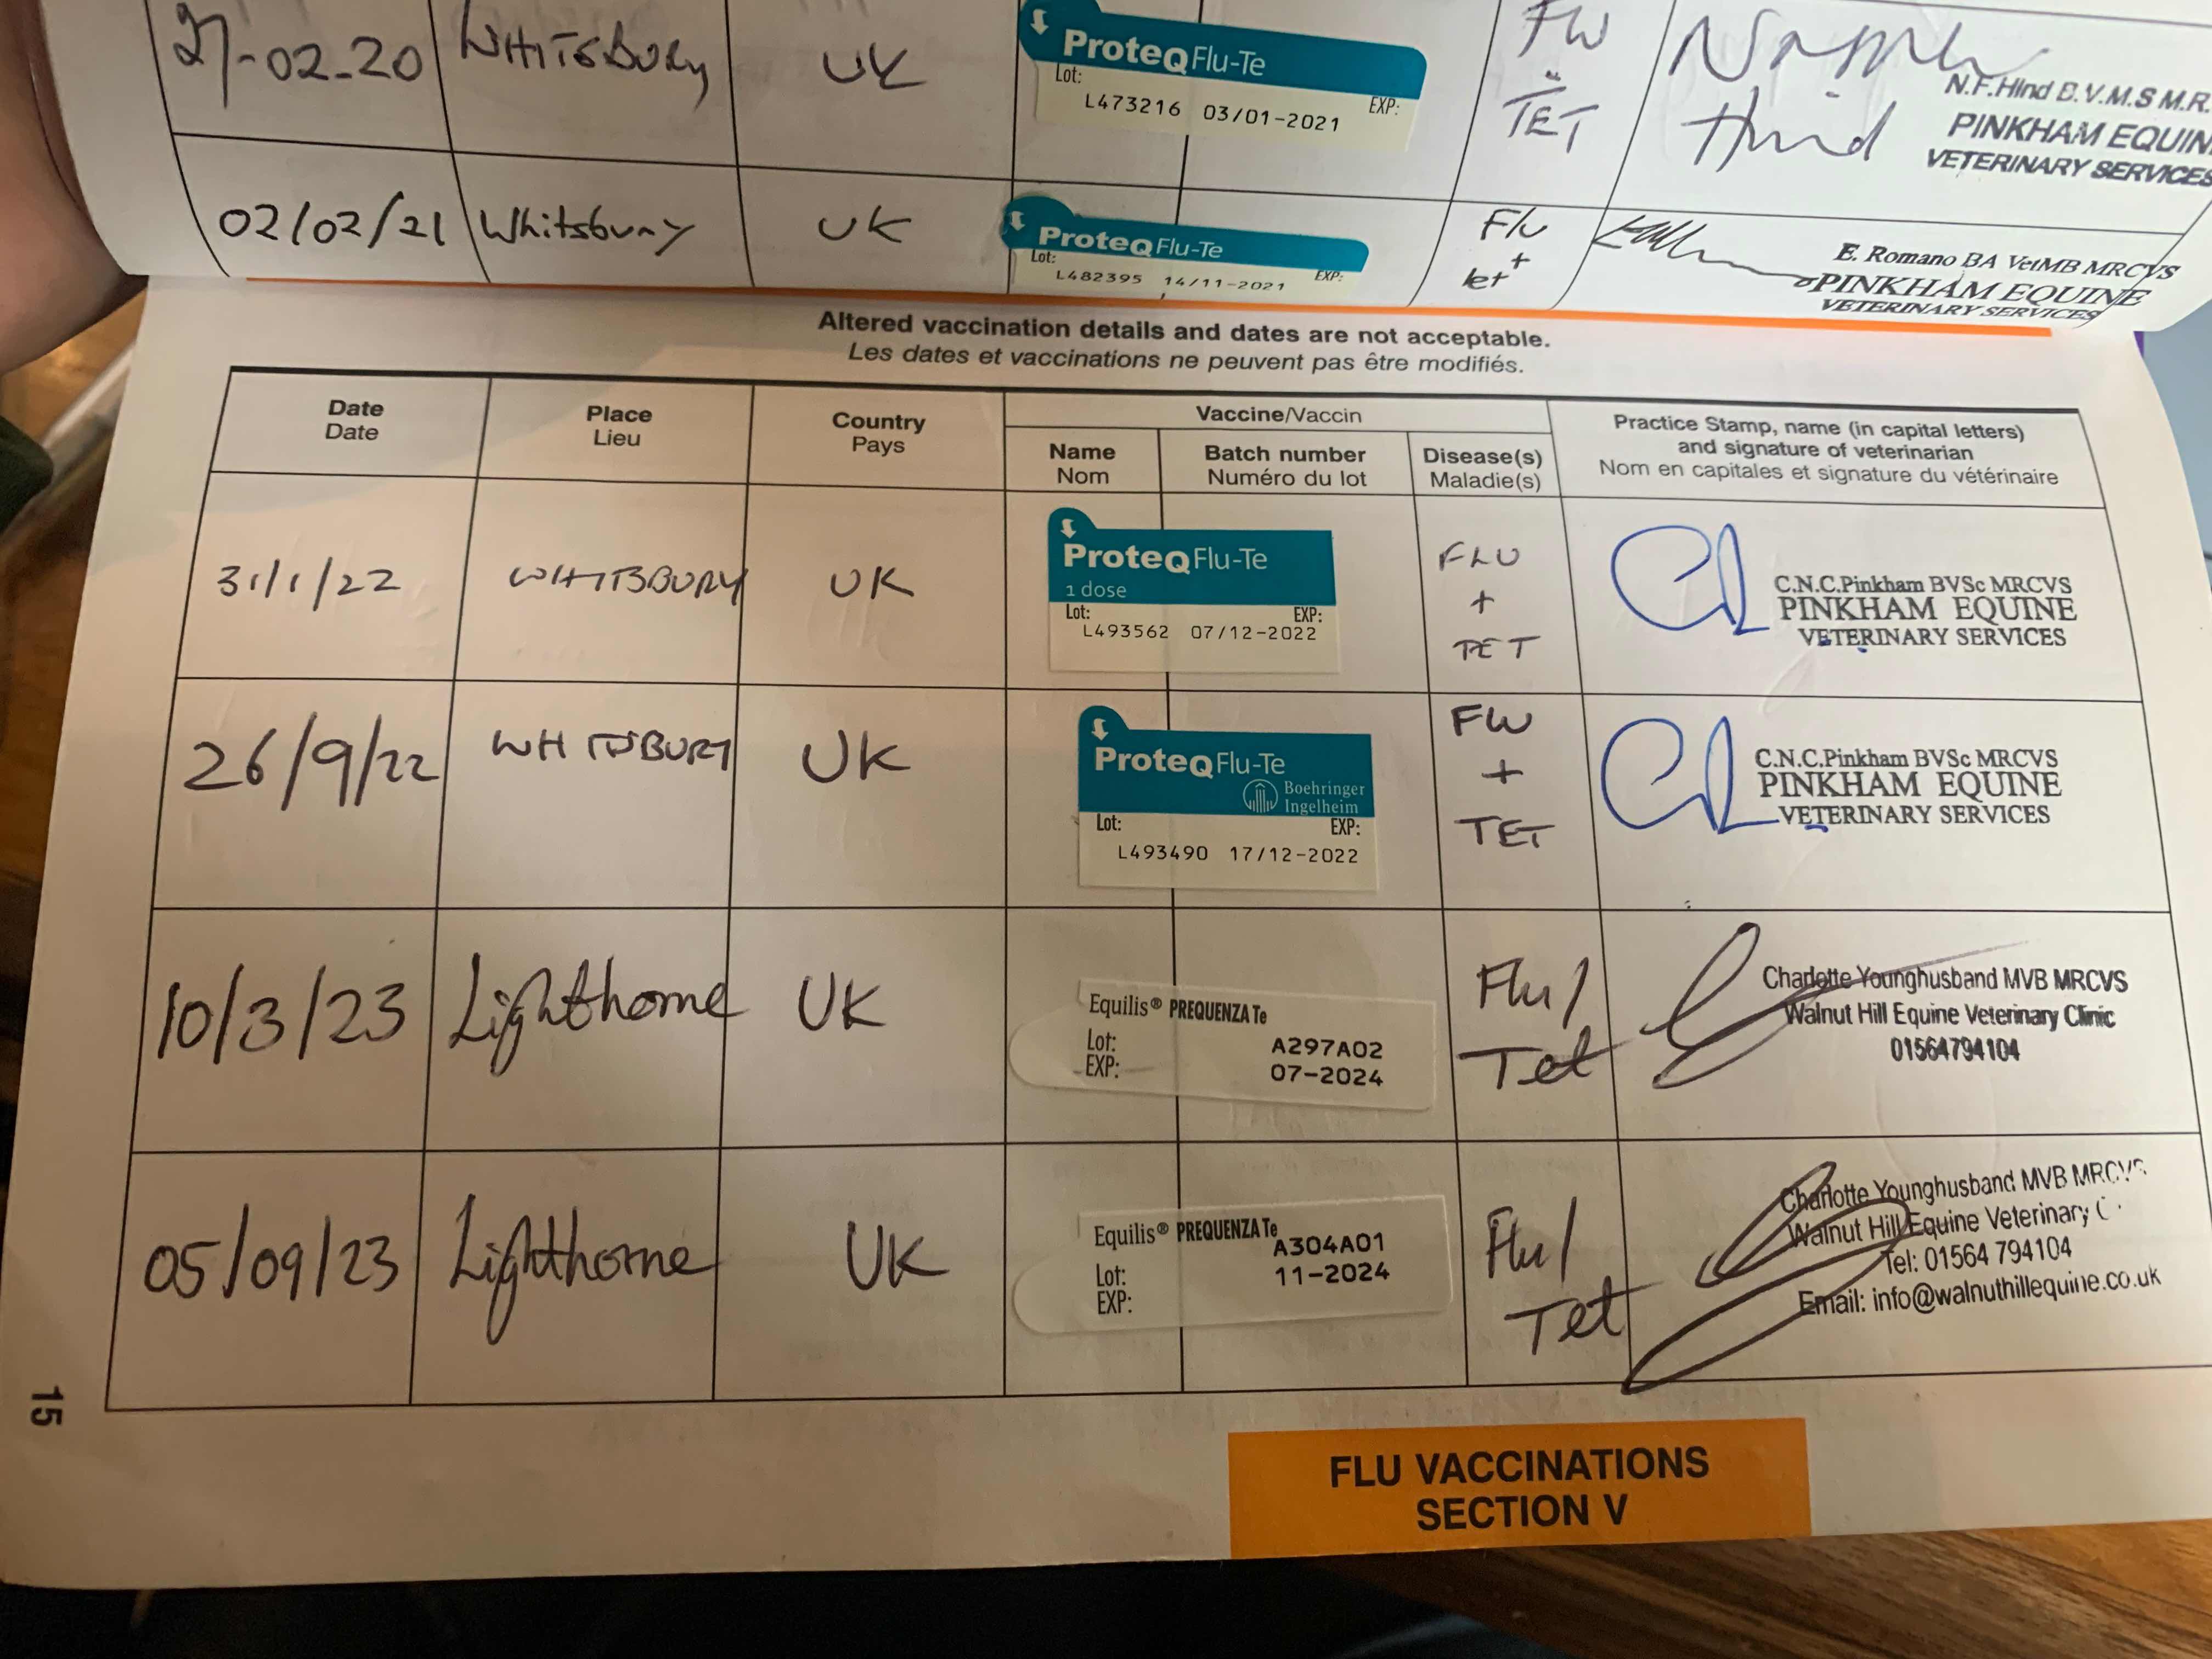 27-02-20 WHITSBURY UK ProteqFlu-Te FLU + TET
Lot: EXP:
L473216 03/01-2021
Hind
N.F.Hind B.V.M.S M.R.
PINKHAM EQUIN
VETERINARY SERVICES
02/02/21 Whitsbury UK ProteqFlu-Te Flu + tet
Lot: EXP:
L482395 14/11-2021
E. Romano BA VetMB MRCVS
PINKHAM EQUINE
VETERINARY SERVICES
Altered vaccination details and dates are not acceptable.
Les dates et vaccinations ne peuvent pas être modifiés.
Date
Date
Place
Lieu
Country
Pays
Vaccine/Vaccin
Name
Nom
Batch number
Numéro du lot
Disease(s)
Maladie(s)
Practice Stamp, name (in capital letters)
and signature of veterinarian
Nom en capitales et signature du vétérinaire
31/1/22 WHITSBURY UK
ProteqFlu-Te
1 dose
Lot: EXP:
L493562 07/12-2022
FLU
+
TET
C.N.C.Pinkham BVSc MRCVS
PINKHAM EQUINE
VETERINARY SERVICES
26/9/22 WHITSBURY UK
ProteqFlu-Te
Boehringer
Ingelheim
Lot: EXP:
L493490 17/12-2022
FLU
+
TET
C.N.C.Pinkham BVSc MRCVS
PINKHAM EQUINE
VETERINARY SERVICES
10/3/23 Lighthorne UK
Equilis® PREQUENZA Te
Lot: A297A02
EXP: 07-2024
Flu/
Tet
Charlotte Younghusband MVB MRCVS
Walnut Hill Equine Veterinary Clinic
01564794104
05/09/23 Lighthorne UK
Equilis® PREQUENZA Te
A304A01
Lot: 11-2024
EXP:
Flu/
Tet
Charlotte Younghusband MVB MRCVS
Walnut Hill Equine Veterinary C
Tel: 01564 794104
Email: info@walnuthillequine.co.uk
15
FLU VACCINATIONS
SECTION V